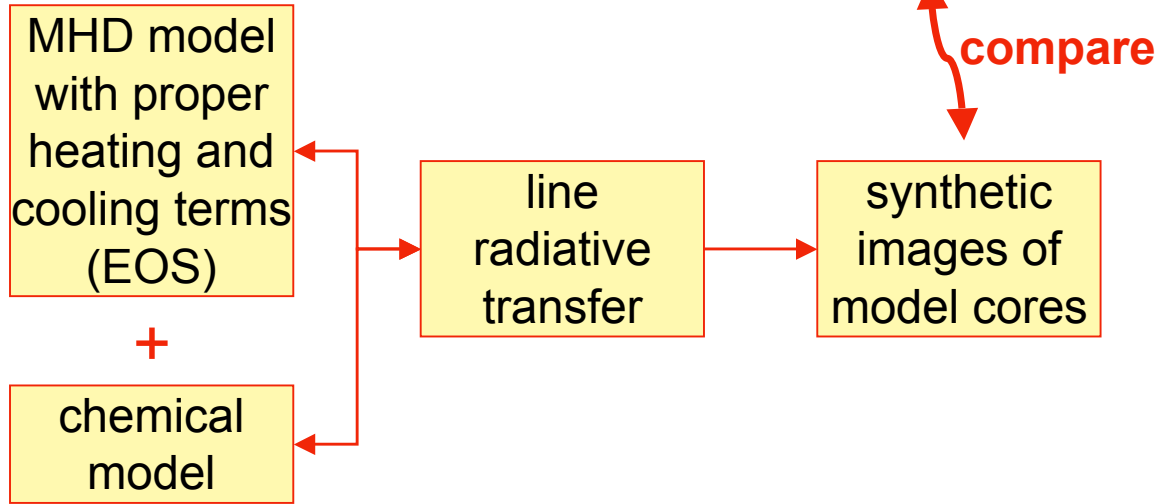 MHD model
with proper
heating and
cooling terms
(EOS)
+
chemical
model
line
radiative
transfer
synthetic
images of
model cores
compare